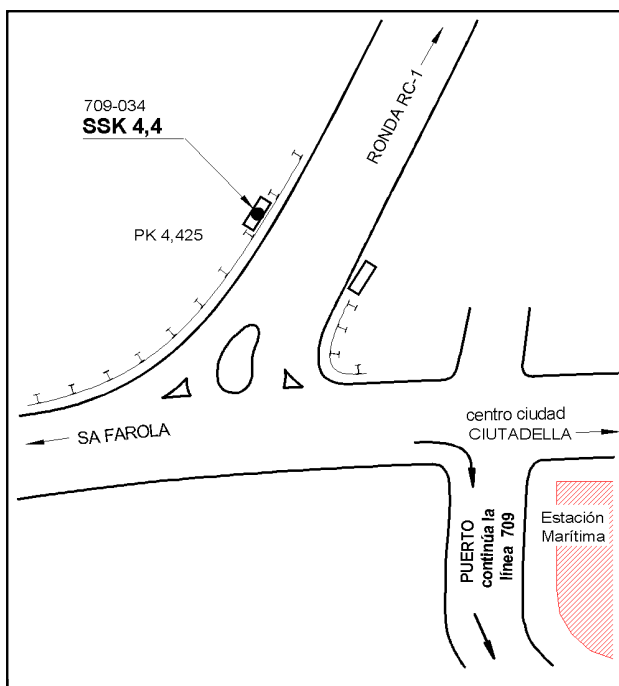 709-034
SSK 4,4
PK 4,425
RONDA RC-1
SA FAROLA
centro ciudad
CIUTADELLA
PUERTO
continúa la
línea 709
Estación
Marítima